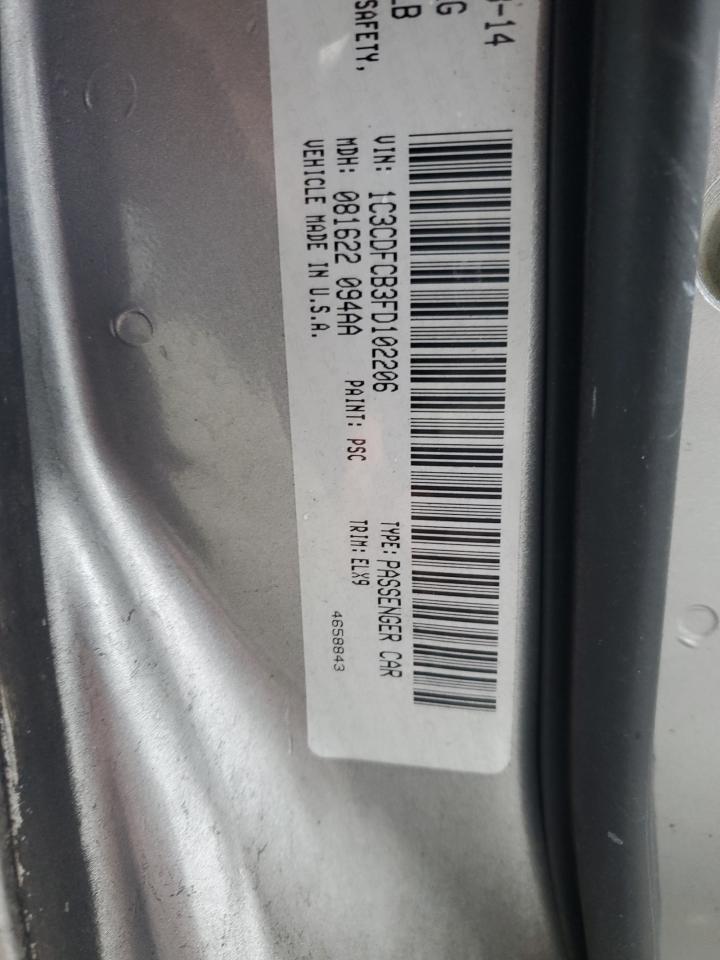 -14
G
LB
SAFETY,
VIN: 1C3CDFCB3FD102206
TYPE: PASSENGER CAR
MDH: 081622 094AA
PAINT: PSC
TRIM: ELX9
VEHICLE MADE IN U.S.A.
4658843